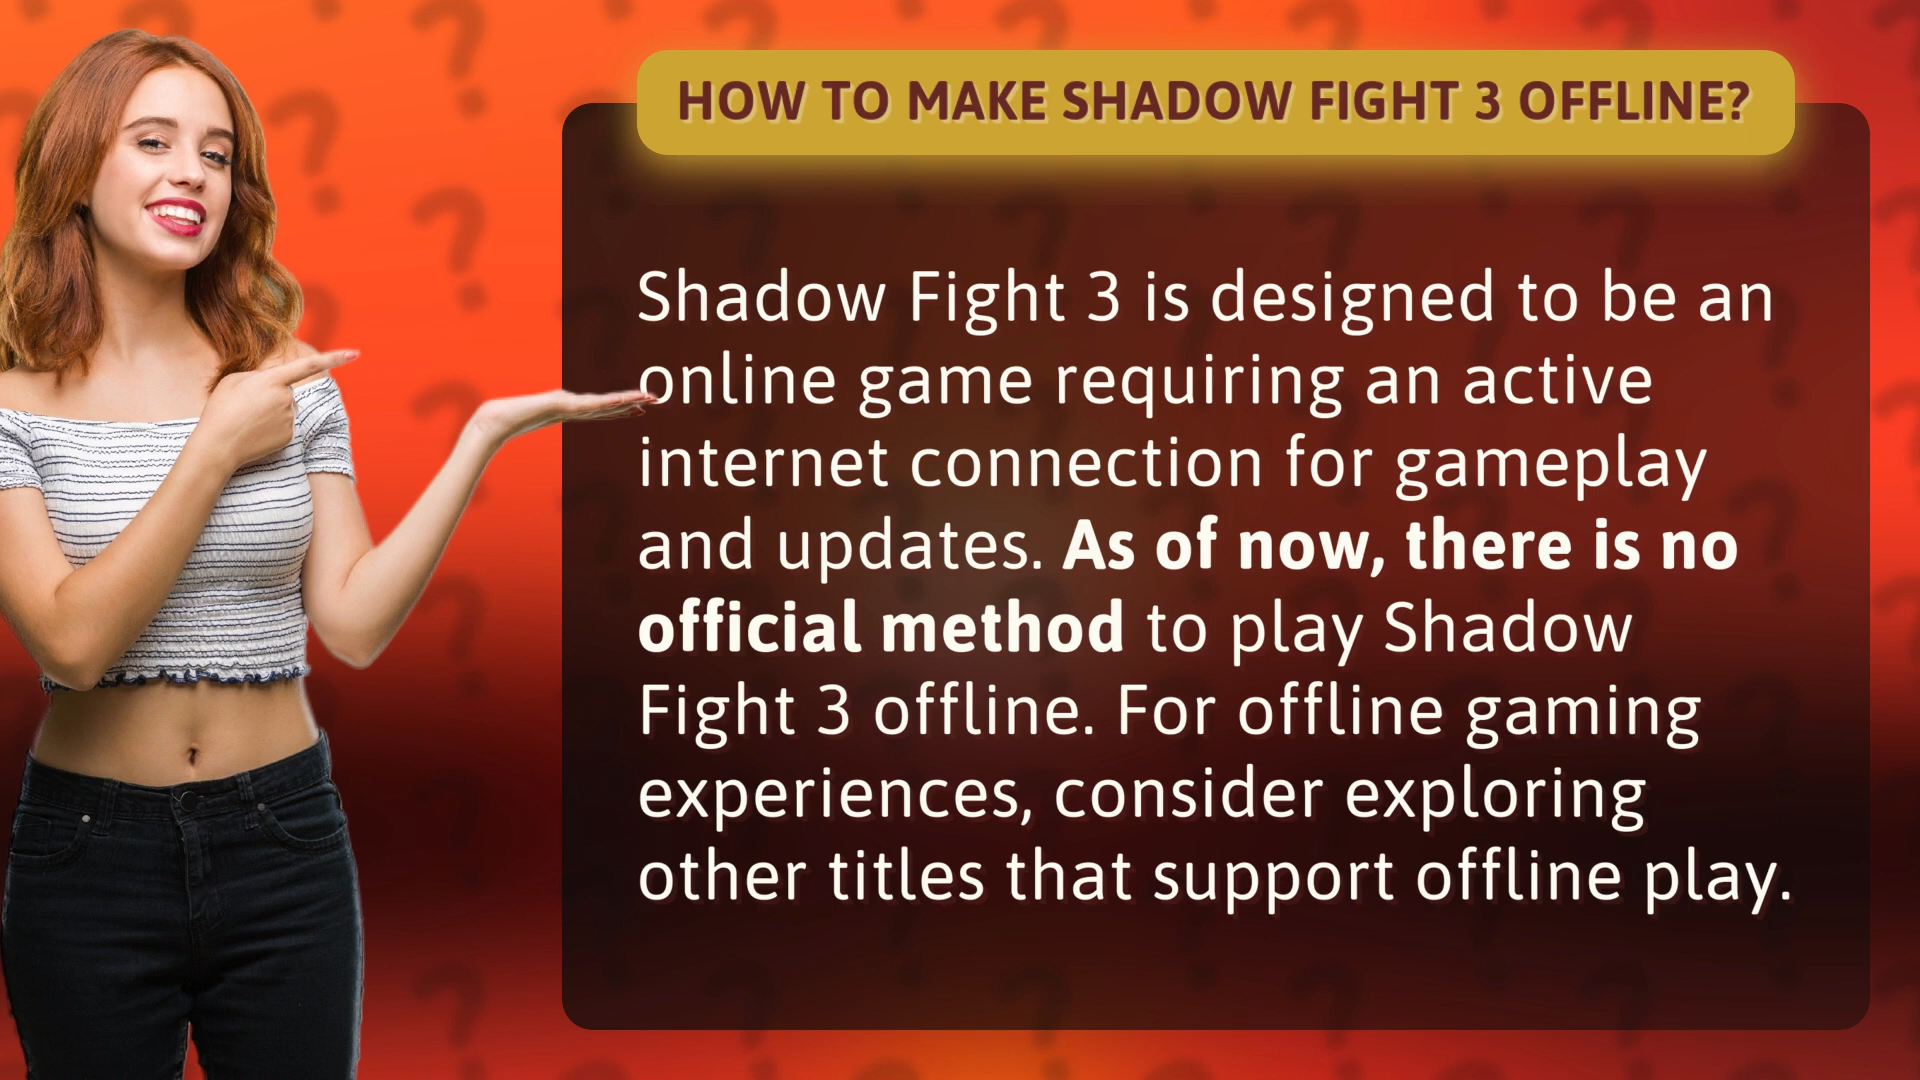 HOW TO MAKE SHADOW FIGHT 3 OFFLINE?
Shadow Fight 3 is designed to be an
online game requiring an active
internet connection for gameplay
and updates. As of now, there is no
official method to play Shadow
Fight 3 offline. For offline gaming
experiences, consider exploring
other titles that support offline play.